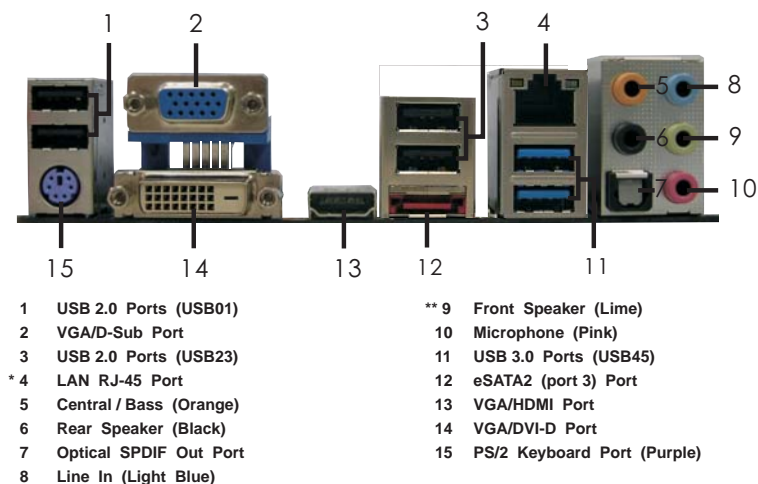 1
2
3
4
5
6
7
8
9
10
11
12
13
14
15
1 USB 2.0 Ports (USB01)
2 VGA/D-Sub Port
3 USB 2.0 Ports (USB23)
* 4 LAN RJ-45 Port
5 Central / Bass (Orange)
6 Rear Speaker (Black)
7 Optical SPDIF Out Port
8 Line In (Light Blue)
** 9 Front Speaker (Lime)
10 Microphone (Pink)
11 USB 3.0 Ports (USB45)
12 eSATA2 (port 3) Port
13 VGA/HDMI Port
14 VGA/DVI-D Port
15 PS/2 Keyboard Port (Purple)